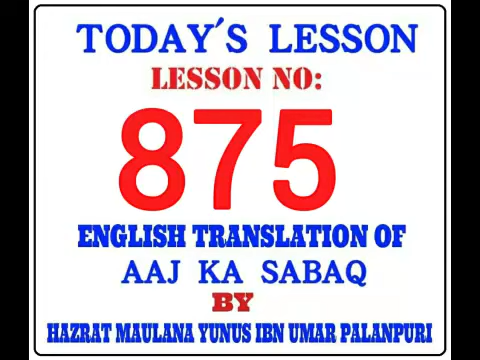 TODAY´S LESSON
LESSON NO:
875
ENGLISH TRANSLATION OF
AAJ KA SABAQ
BY
HAZRAT MAULANA YUNUS IBN UMAR PALANPURI